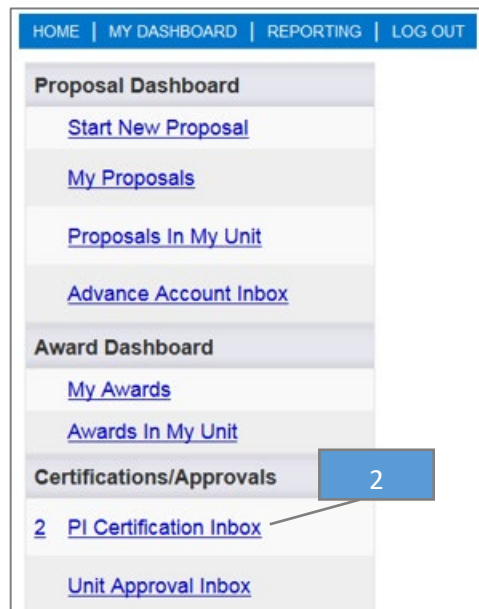 HOME | MY DASHBOARD | REPORTING | LOG OUT
Proposal Dashboard
Start New Proposal
My Proposals
Proposals In My Unit
Advance Account Inbox
Award Dashboard
My Awards
Awards In My Unit
Certifications/Approvals
2
2 PI Certification Inbox
Unit Approval Inbox